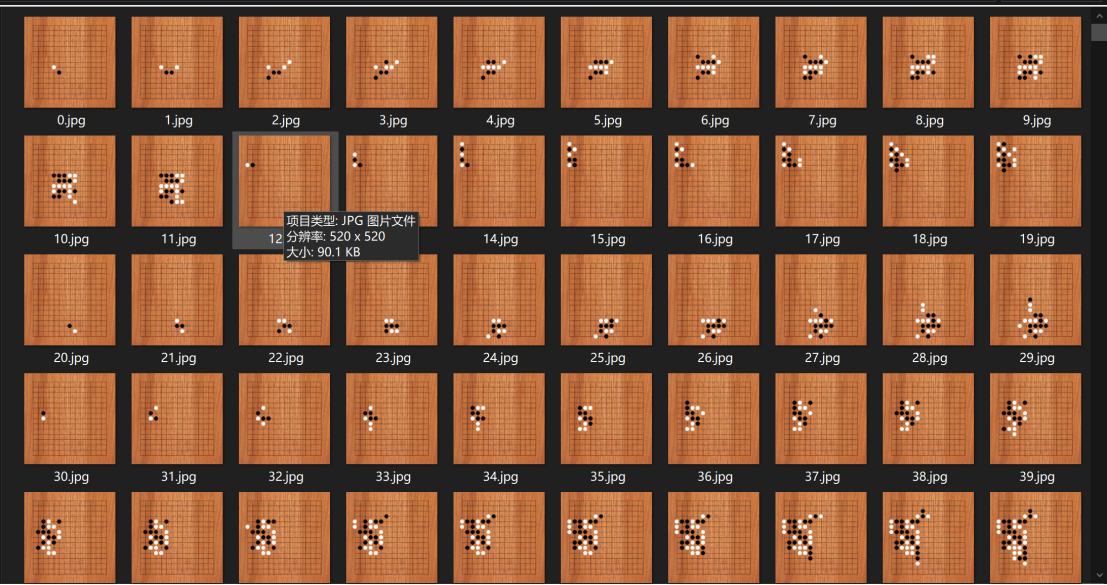 0.jpg 1.jpg 2.jpg 3.jpg 4.jpg 5.jpg 6.jpg 7.jpg 8.jpg 9.jpg
项目类型: JPG 图片文件
分辨率: 520 x 520
大小: 90.1 KB
10.jpg 11.jpg 12 14.jpg 15.jpg 16.jpg 17.jpg 18.jpg 19.jpg
20.jpg 21.jpg 22.jpg 23.jpg 24.jpg 25.jpg 26.jpg 27.jpg 28.jpg 29.jpg
30.jpg 31.jpg 32.jpg 33.jpg 34.jpg 35.jpg 36.jpg 37.jpg 38.jpg 39.jpg